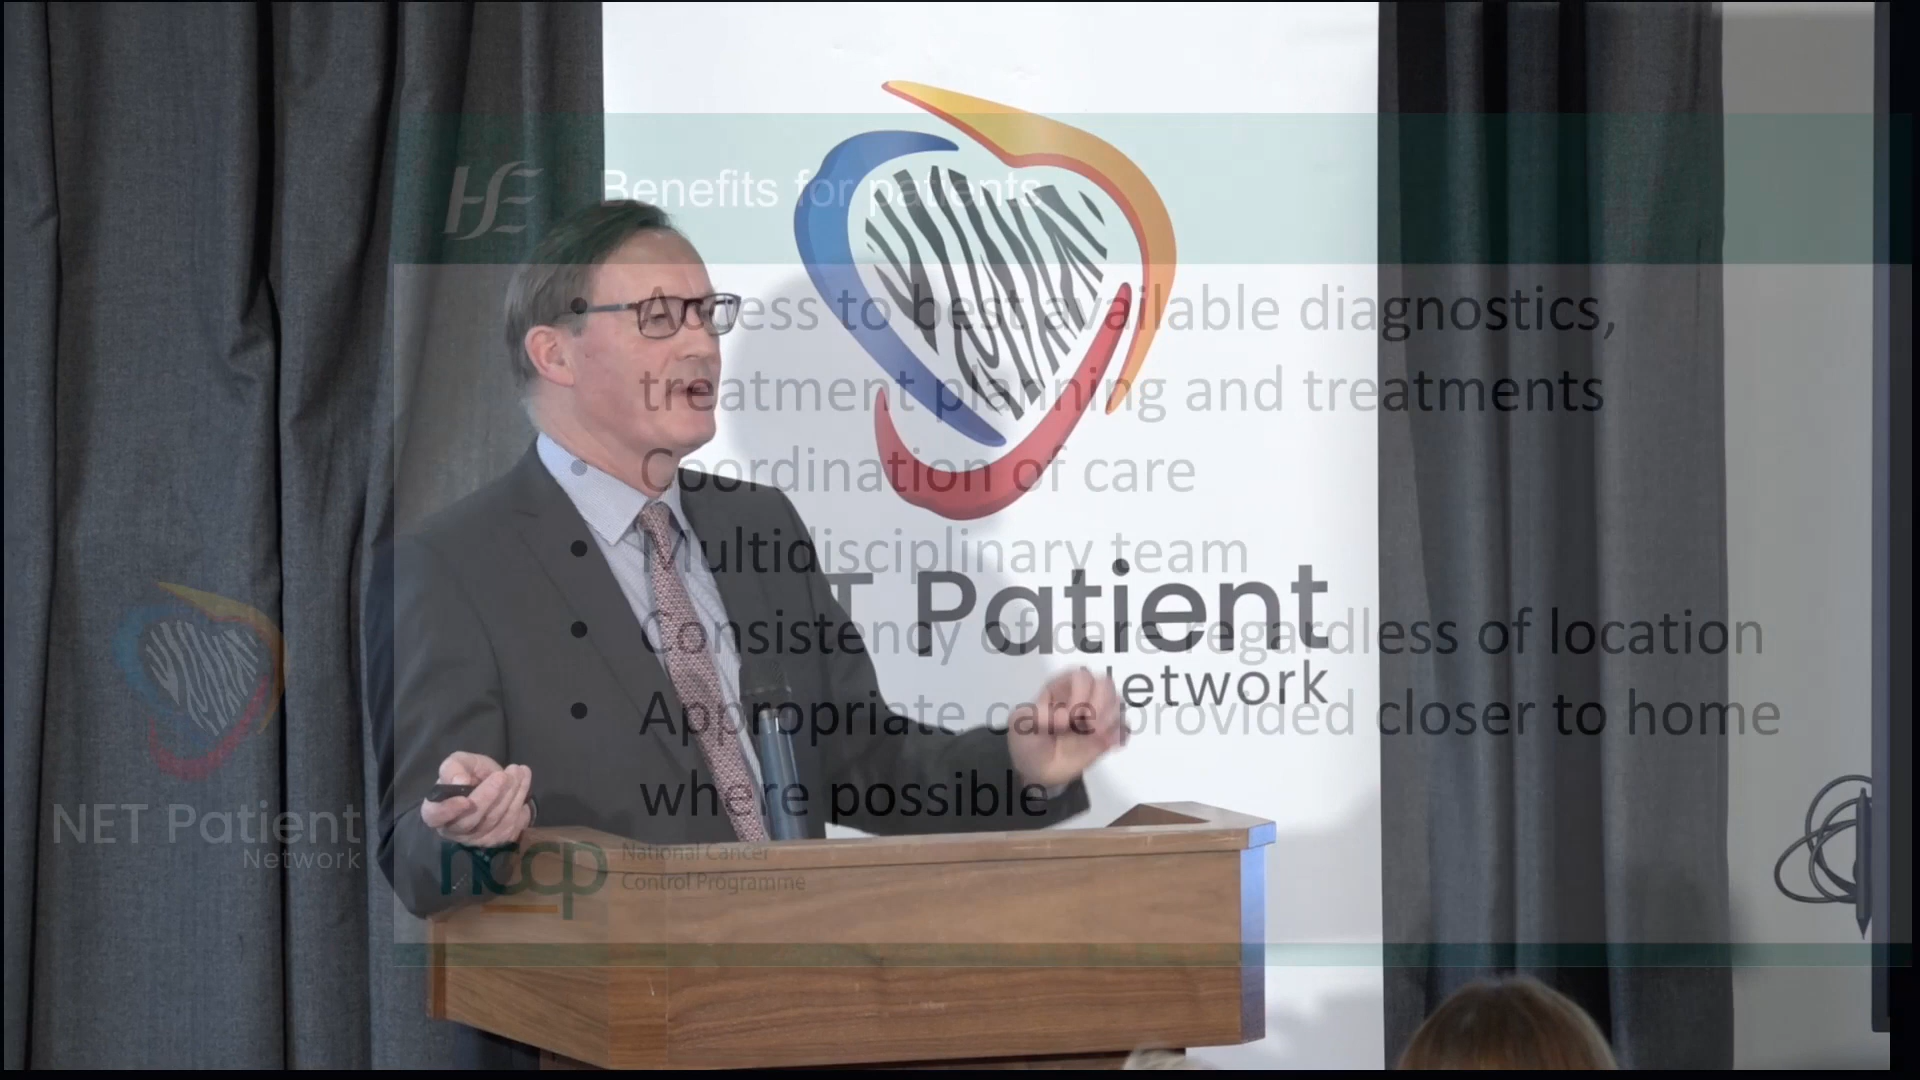 HSE
Benefits for patients
• Access to best available diagnostics,
treatment planning and treatments
• Coordination of care
• Multidisciplinary team
• Consistency of care regardless of location
• Appropriate care provided closer to home
where possible
T Patient
Network
NET Patient
Network
nccp
National Cancer
Control Programme